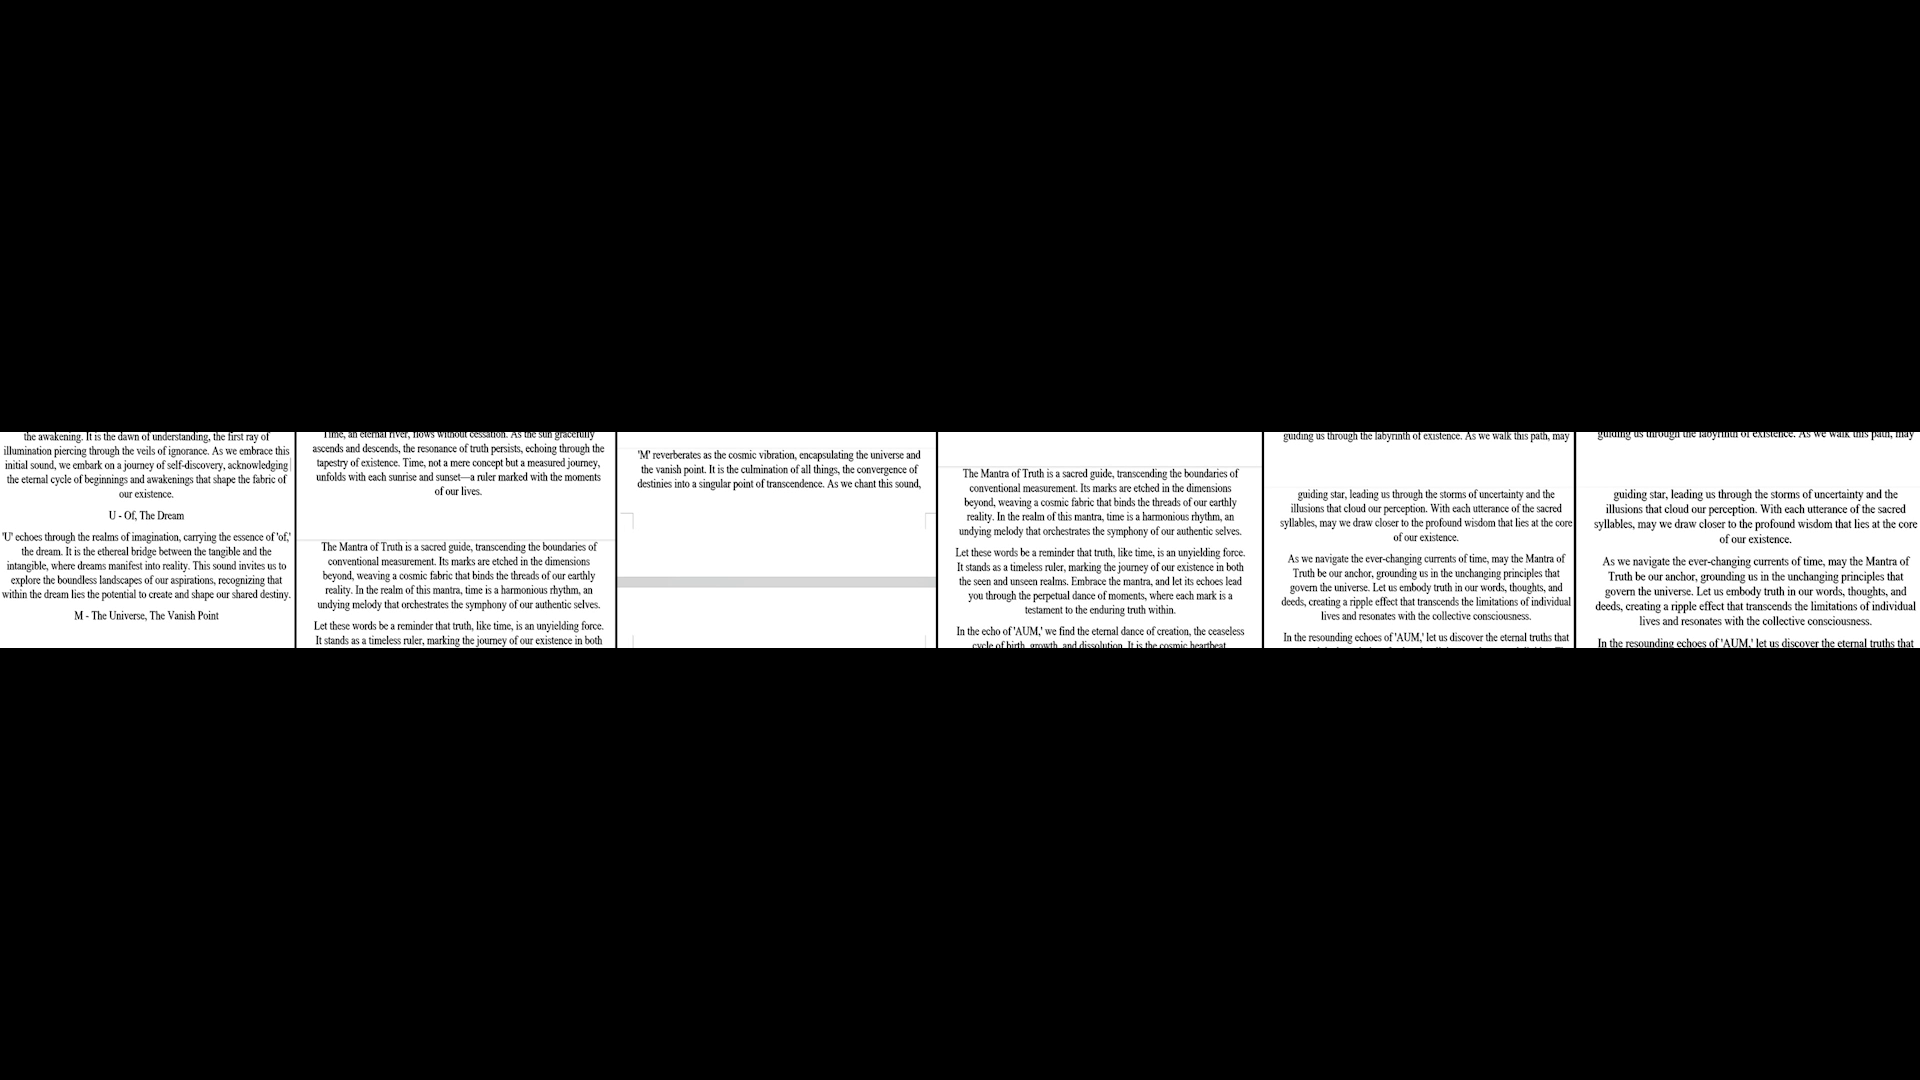 the awakening. It is the dawn of understanding, the first ray of
illumination piercing through the veils of ignorance. As we embrace this
initial sound, we embark on a journey of self-discovery, acknowledging
the eternal cycle of beginnings and awakenings that shape the fabric of
our existence.
U - Of, The Dream
'U' echoes through the realms of imagination, carrying the essence of 'of,'
the dream. It is the ethereal bridge between the tangible and the
intangible, where dreams manifest into reality. This sound invites us to
explore the boundless landscapes of our aspirations, recognizing that
within the dream lies the potential to create and shape our shared destiny.
M - The Universe, The Vanish Point
Time, an eternal river, flows without cessation. As the sun gracefully
ascends and descends, the resonance of truth persists, echoing through the
tapestry of existence. Time, not a mere concept but a measured journey,
unfolds with each sunrise and sunset—a ruler marked with the moments
of our lives.
The Mantra of Truth is a sacred guide, transcending the boundaries of
conventional measurement. Its marks are etched in the dimensions
beyond, weaving a cosmic fabric that binds the threads of our earthly
reality. In the realm of this mantra, time is a harmonious rhythm, an
undying melody that orchestrates the symphony of our authentic selves.
Let these words be a reminder that truth, like time, is an unyielding force.
It stands as a timeless ruler, marking the journey of our existence in both
'M' reverberates as the cosmic vibration, encapsulating the universe and
the vanish point. It is the culmination of all things, the convergence of
destinies into a singular point of transcendence. As we chant this sound,
The Mantra of Truth is a sacred guide, transcending the boundaries of
conventional measurement. Its marks are etched in the dimensions
beyond, weaving a cosmic fabric that binds the threads of our earthly
reality. In the realm of this mantra, time is a harmonious rhythm, an
undying melody that orchestrates the symphony of our authentic selves.
Let these words be a reminder that truth, like time, is an unyielding force.
It stands as a timeless ruler, marking the journey of our existence in both
the seen and unseen realms. Embrace the mantra, and let its echoes lead
you through the perpetual dance of moments, where each mark is a
testament to the enduring truth within.
In the echo of 'AUM,' we find the eternal dance of creation, the ceaseless
cycle of birth, growth, and dissolution. It is the cosmic heartbeat
guiding us through the labyrinth of existence. As we walk this path, may
guiding star, leading us through the storms of uncertainty and the
illusions that cloud our perception. With each utterance of the sacred
syllables, may we draw closer to the profound wisdom that lies at the core
of our existence.
As we navigate the ever-changing currents of time, may the Mantra of
Truth be our anchor, grounding us in the unchanging principles that
govern the universe. Let us embody truth in our words, thoughts, and
deeds, creating a ripple effect that transcends the limitations of individual
lives and resonates with the collective consciousness.
In the resounding echoes of 'AUM,' let us discover the eternal truths that
guiding us through the labyrinth of existence. As we walk this path, may
guiding star, leading us through the storms of uncertainty and the
illusions that cloud our perception. With each utterance of the sacred
syllables, may we draw closer to the profound wisdom that lies at the core
of our existence.
As we navigate the ever-changing currents of time, may the Mantra of
Truth be our anchor, grounding us in the unchanging principles that
govern the universe. Let us embody truth in our words, thoughts, and
deeds, creating a ripple effect that transcends the limitations of individual
lives and resonates with the collective consciousness.
In the resounding echoes of 'AUM,' let us discover the eternal truths that